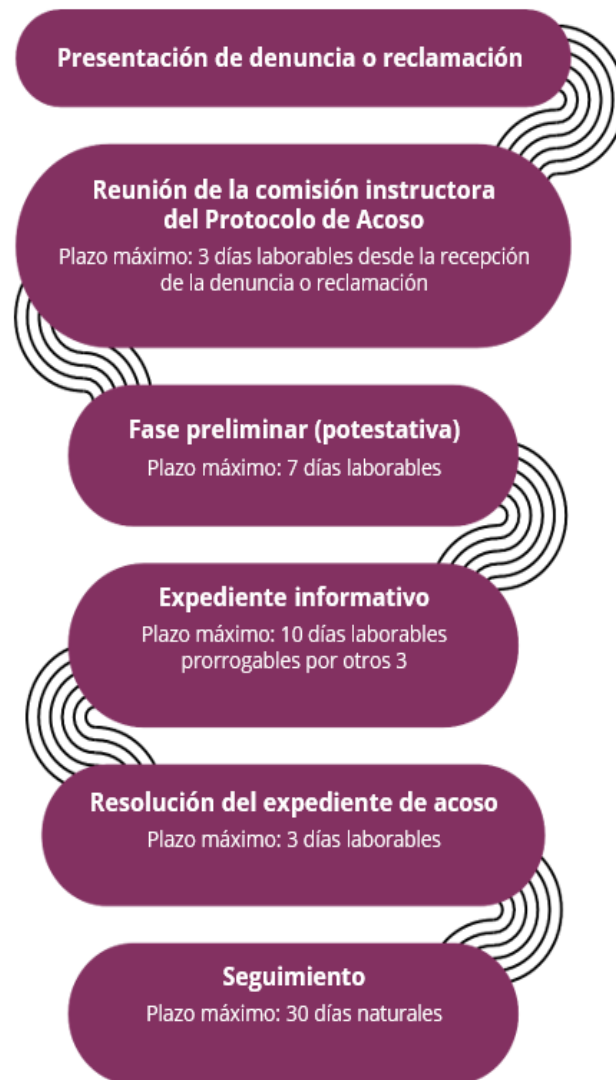 Presentación de denuncia o reclamación
Reunión de la comisión instructora
del Protocolo de Acoso
Plazo máximo: 3 días laborables desde la recepción
de la denuncia o reclamación
Fase preliminar (potestativa)
Plazo máximo: 7 días laborables
Expediente informativo
Plazo máximo: 10 días laborables
prorrogables por otros 3
Resolución del expediente de acoso
Plazo máximo: 3 días laborables
Seguimiento
Plazo máximo: 30 días naturales